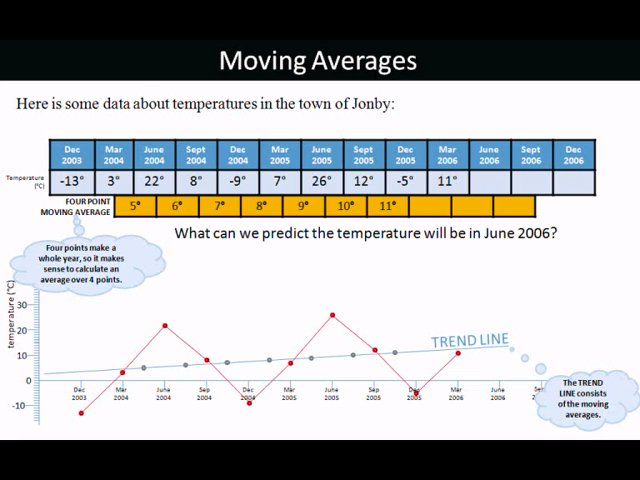 Moving Averages
Here is some data about temperatures in the town of Jonby:
Dec 2003 Mar 2004 June 2004 Sept 2004 Dec 2004 Mar 2005 June 2005 Sept 2005 Dec 2005 Mar 2006 June 2006 Sept 2006 Dec 2006
Temperature (°C) -13° 3° 22° 8° -9° 7° 26° 12° -5° 11°
FOUR POINT MOVING AVERAGE 5° 6° 7° 8° 9° 10° 11°
What can we predict the temperature will be in June 2006?
Four points make a
whole year, so it makes
sense to calculate an
average over 4 points.
temperature (°C)
30
20
10
0
-10
TREND LINE
Dec 2003 Mar 2004 June 2004 Sep 2004 Dec 2004 Mar 2005 June 2005 Sep 2005 Dec 2005 Mar 2006 June 2006
The TREND
LINE consists
of the moving
averages.